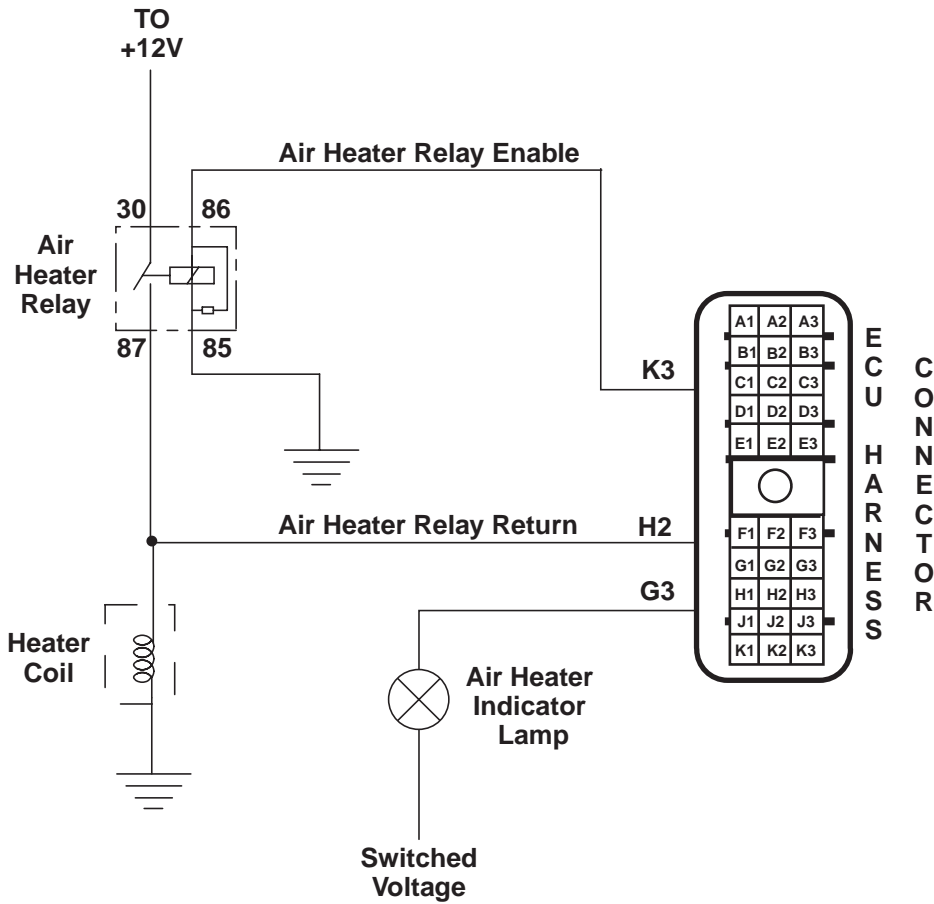 TO
+12V
Air Heater Relay Enable
30
86
Air
Heater
Relay
87
85
K3
Air Heater Relay Return
H2
G3
Heater
Coil
Air Heater
Indicator
Lamp
Switched
Voltage
A1 A2 A3
B1 B2 B3
C1 C2 C3
D1 D2 D3
E1 E2 E3
F1 F2 F3
G1 G2 G3
H1 H2 H3
J1 J2 J3
K1 K2 K3
ECU HARNESS
CONNECTOR